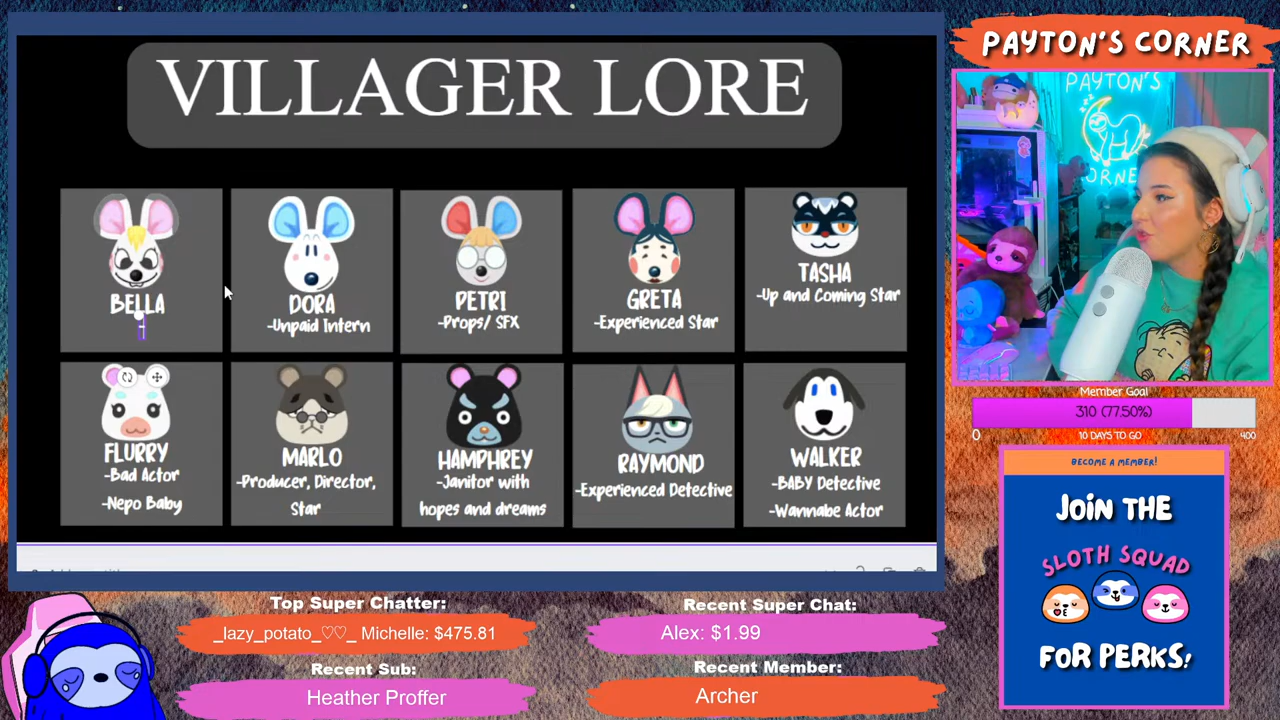 VILLAGER LORE
BELLA
-
DORA
-Unpaid Intern
PETRI
-Props/ SFX
GRETA
-Experienced Star
TASHA
-Up and Coming Star
FLURRY
-Bad Actor
-Nepo Baby
MARLO
-Producer, Director,
Star
HAMPHREY
-Janitor with
hopes and dreams
RAYMOND
-Experienced Detective
WALKER
-BABY Detective
-Wannabe Actor
PAYTON'S CORNER
PAYTON'S
CORNER
Member Goal
310 (77.50%)
0
10 DAYS TO GO
400
BECOME A MEMBER!
JOIN THE
SLOTH SQUAD
FOR PERKS!
Top Super Chatter:
_lazy_potato_♡♡_ Michelle: $475.81
Recent Super Chat:
Alex: $1.99
Recent Sub:
Heather Proffer
Recent Member:
Archer